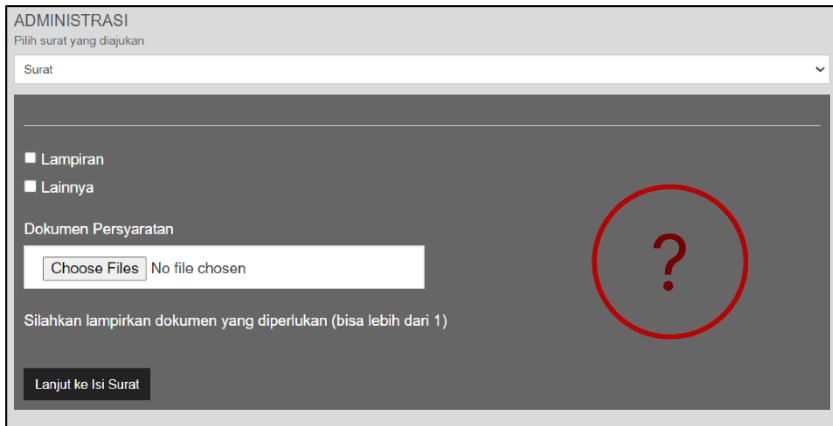 ADMINISTRASI
Pilih surat yang diajukan
Surat
Lampiran
Lainnya
Dokumen Persyaratan
Choose Files No file chosen
?
Silahkan lampirkan dokumen yang diperlukan (bisa lebih dari 1)
Lanjut ke Isi Surat